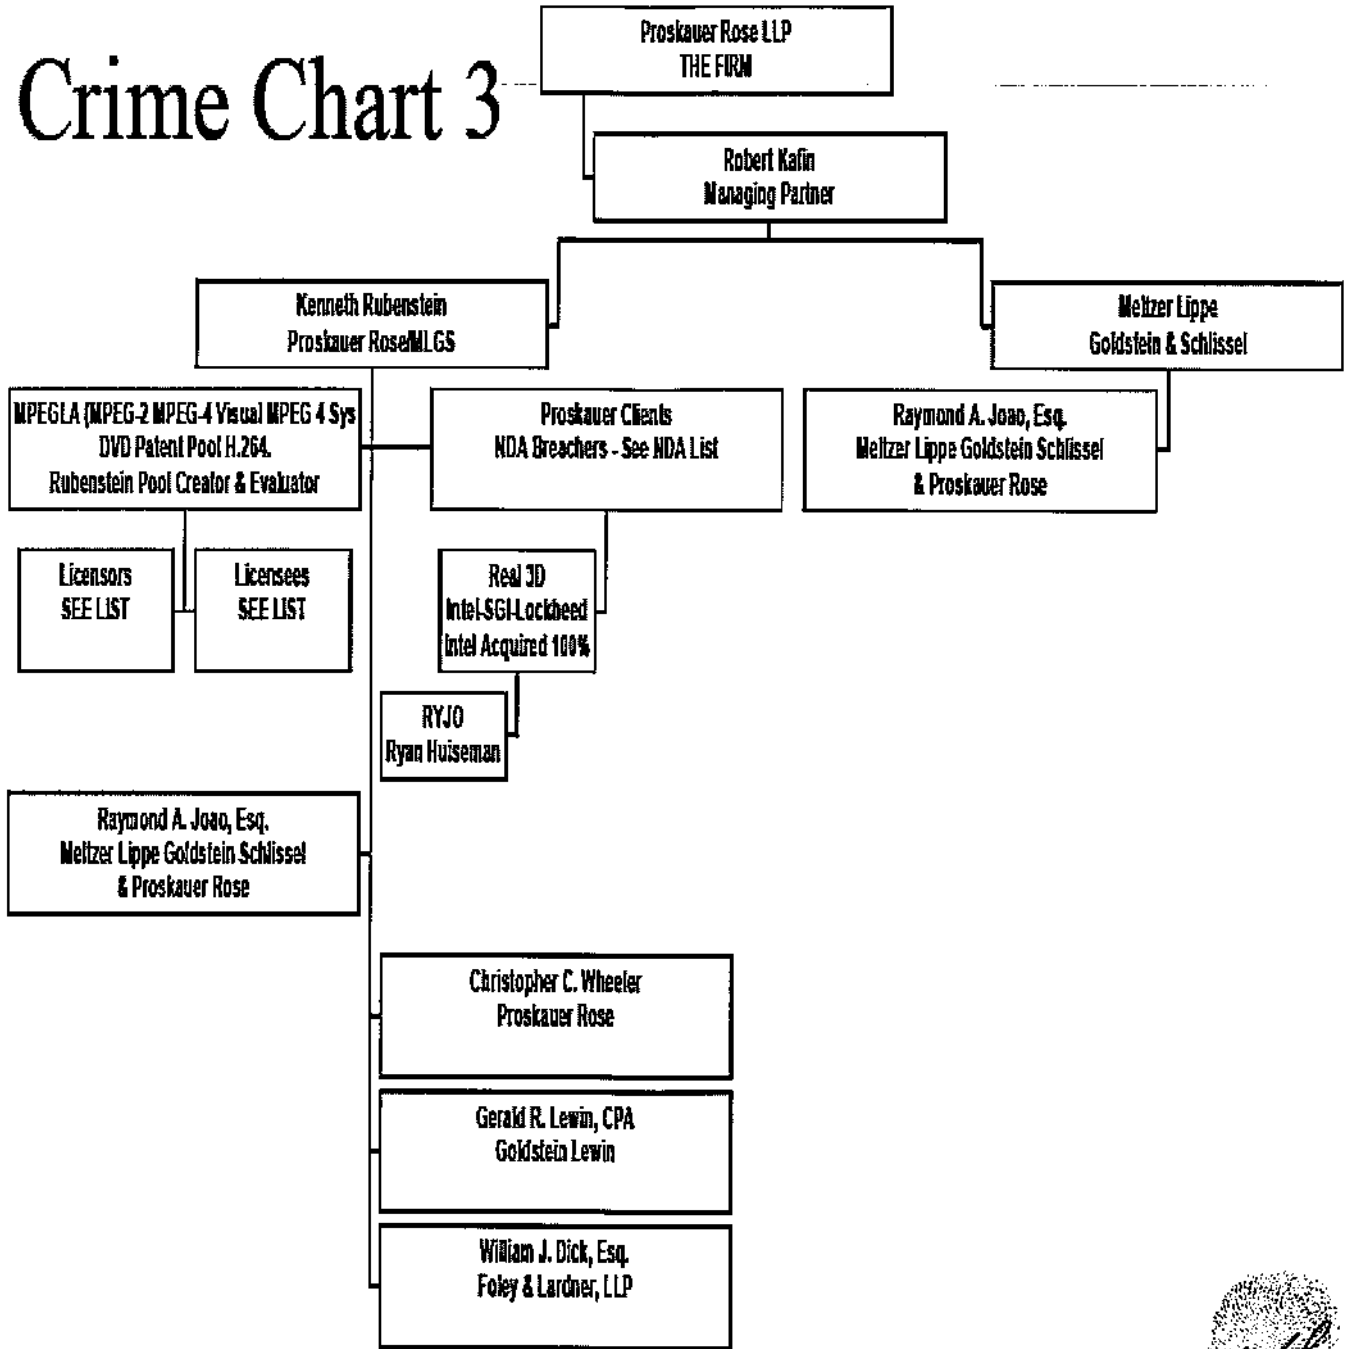 Crime Chart 3
Proskauer Rose LLP
THE FIRM
Robert Kafin
Managing Partner
Kenneth Rubenstein
Proskauer Rose/MLGS
Meltzer Lippe
Goldstein & Schlissel
MPEGLA (MPEG-2 MPEG-4 Visual MPEG 4 Sys
DVD Patent Pool H.264.
Rubenstein Pool Creator & Evaluator
Proskauer Clients
NDA Breachers - See NDA List
Raymond A. Joao, Esq.
Meltzer Lippe Goldstein Schlissel
& Proskauer Rose
Licensors
SEE LIST
Licensees
SEE LIST
Real 3D
Intel-SGI-Lockheed
Intel Acquired 100%
RYJO
Ryan Huiseman
Raymond A. Joao, Esq.
Meltzer Lippe Goldstein Schlissel
& Proskauer Rose
Christopher C. Wheeler
Proskauer Rose
Gerald R. Lewin, CPA
Goldstein Lewin
William J. Dick, Esq.
Foley & Lardner, LLP